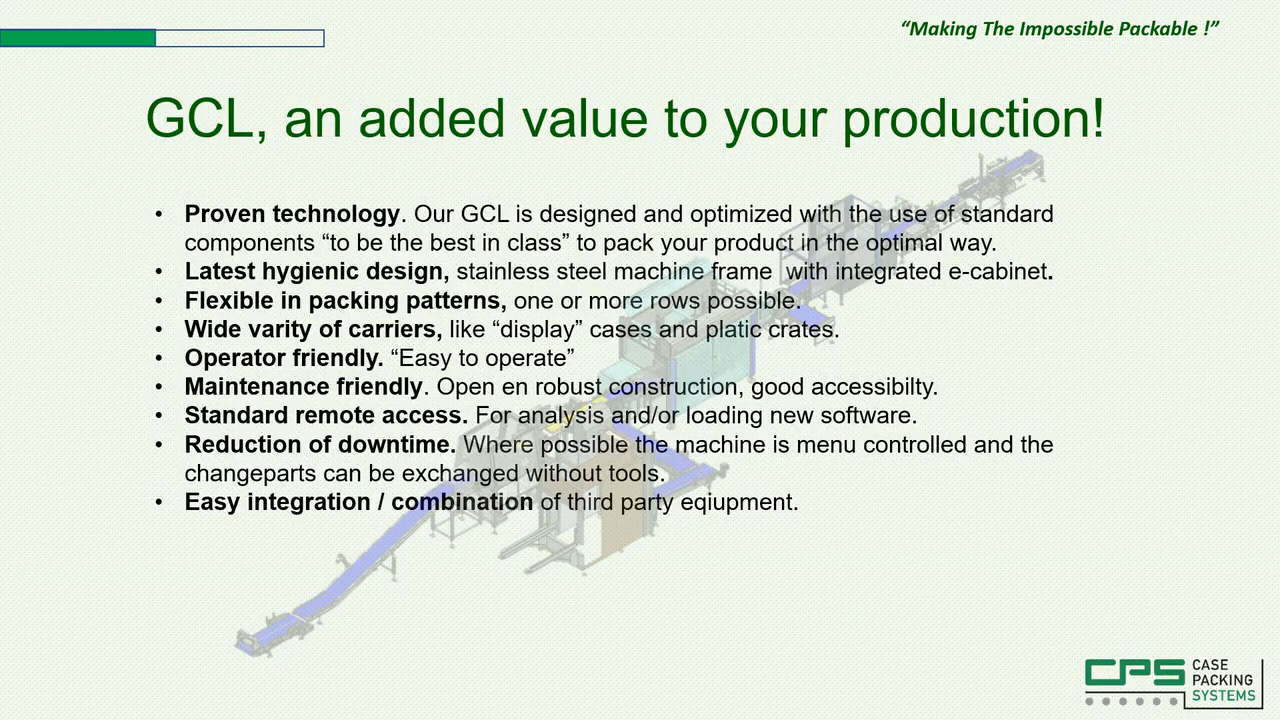 “Making The Impossible Packable !”
GCL, an added value to your production!
• Proven technology. Our GCL is designed and optimized with the use of standard
components “to be the best in class” to pack your product in the optimal way.
• Latest hygienic design, stainless steel machine frame with integrated e-cabinet.
• Flexible in packing patterns, one or more rows possible.
• Wide varity of carriers, like “display” cases and platic crates.
• Operator friendly. “Easy to operate”
• Maintenance friendly. Open en robust construction, good accessibilty.
• Standard remote access. For analysis and/or loading new software.
• Reduction of downtime. Where possible the machine is menu controlled and the
changeparts can be exchanged without tools.
• Easy integration / combination of third party eqiupment.
CPS CASE
PACKING
SYSTEMS